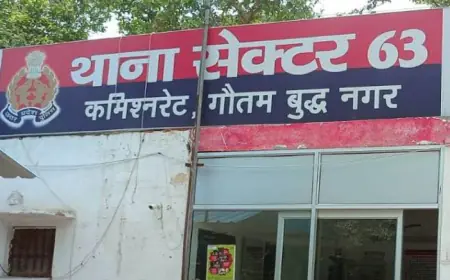 थाना सेक्टर 63
कमिश्नरेट, गौतम बुद्ध नगर